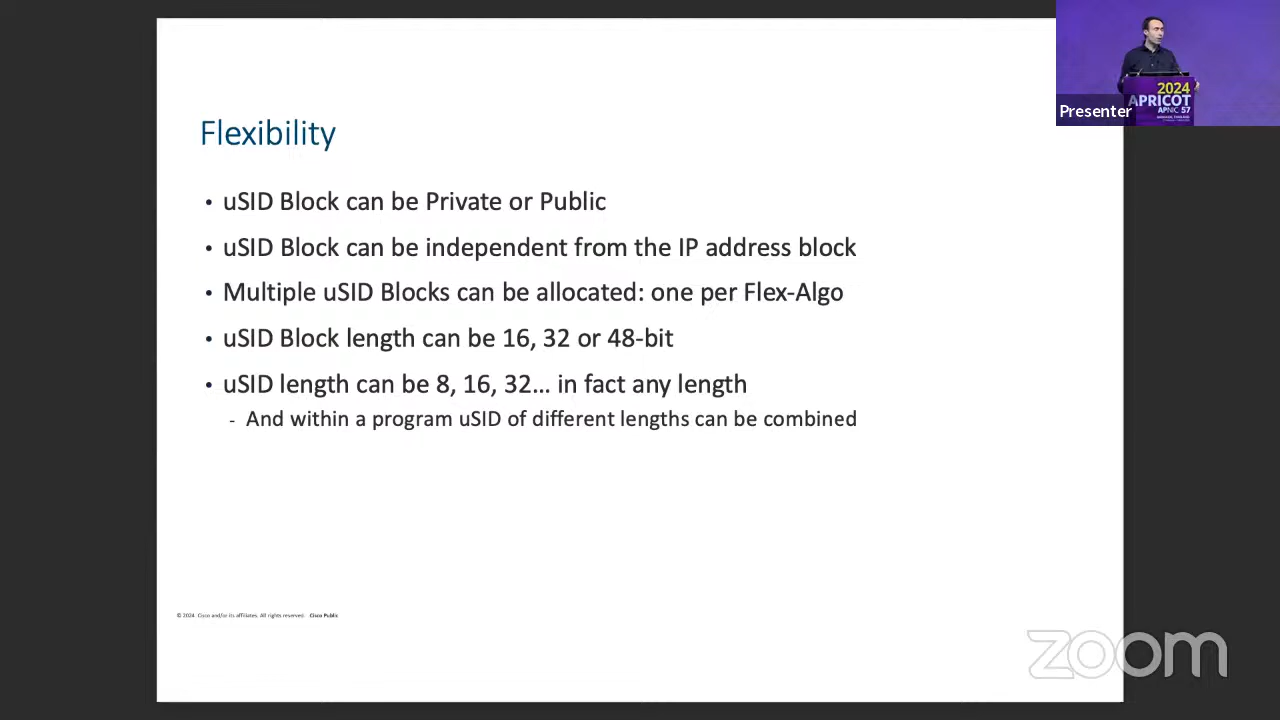 Flexibility
• uSID Block can be Private or Public
• uSID Block can be independent from the IP address block
• Multiple uSID Blocks can be allocated: one per Flex-Algo
• uSID Block length can be 16, 32 or 48-bit
• uSID length can be 8, 16, 32... in fact any length
- And within a program uSID of different lengths can be combined
© 2024 Cisco and/or its affiliates. All rights reserved. Cisco Public
Presenter
2024
APRICOT
APNIC 57
zoom